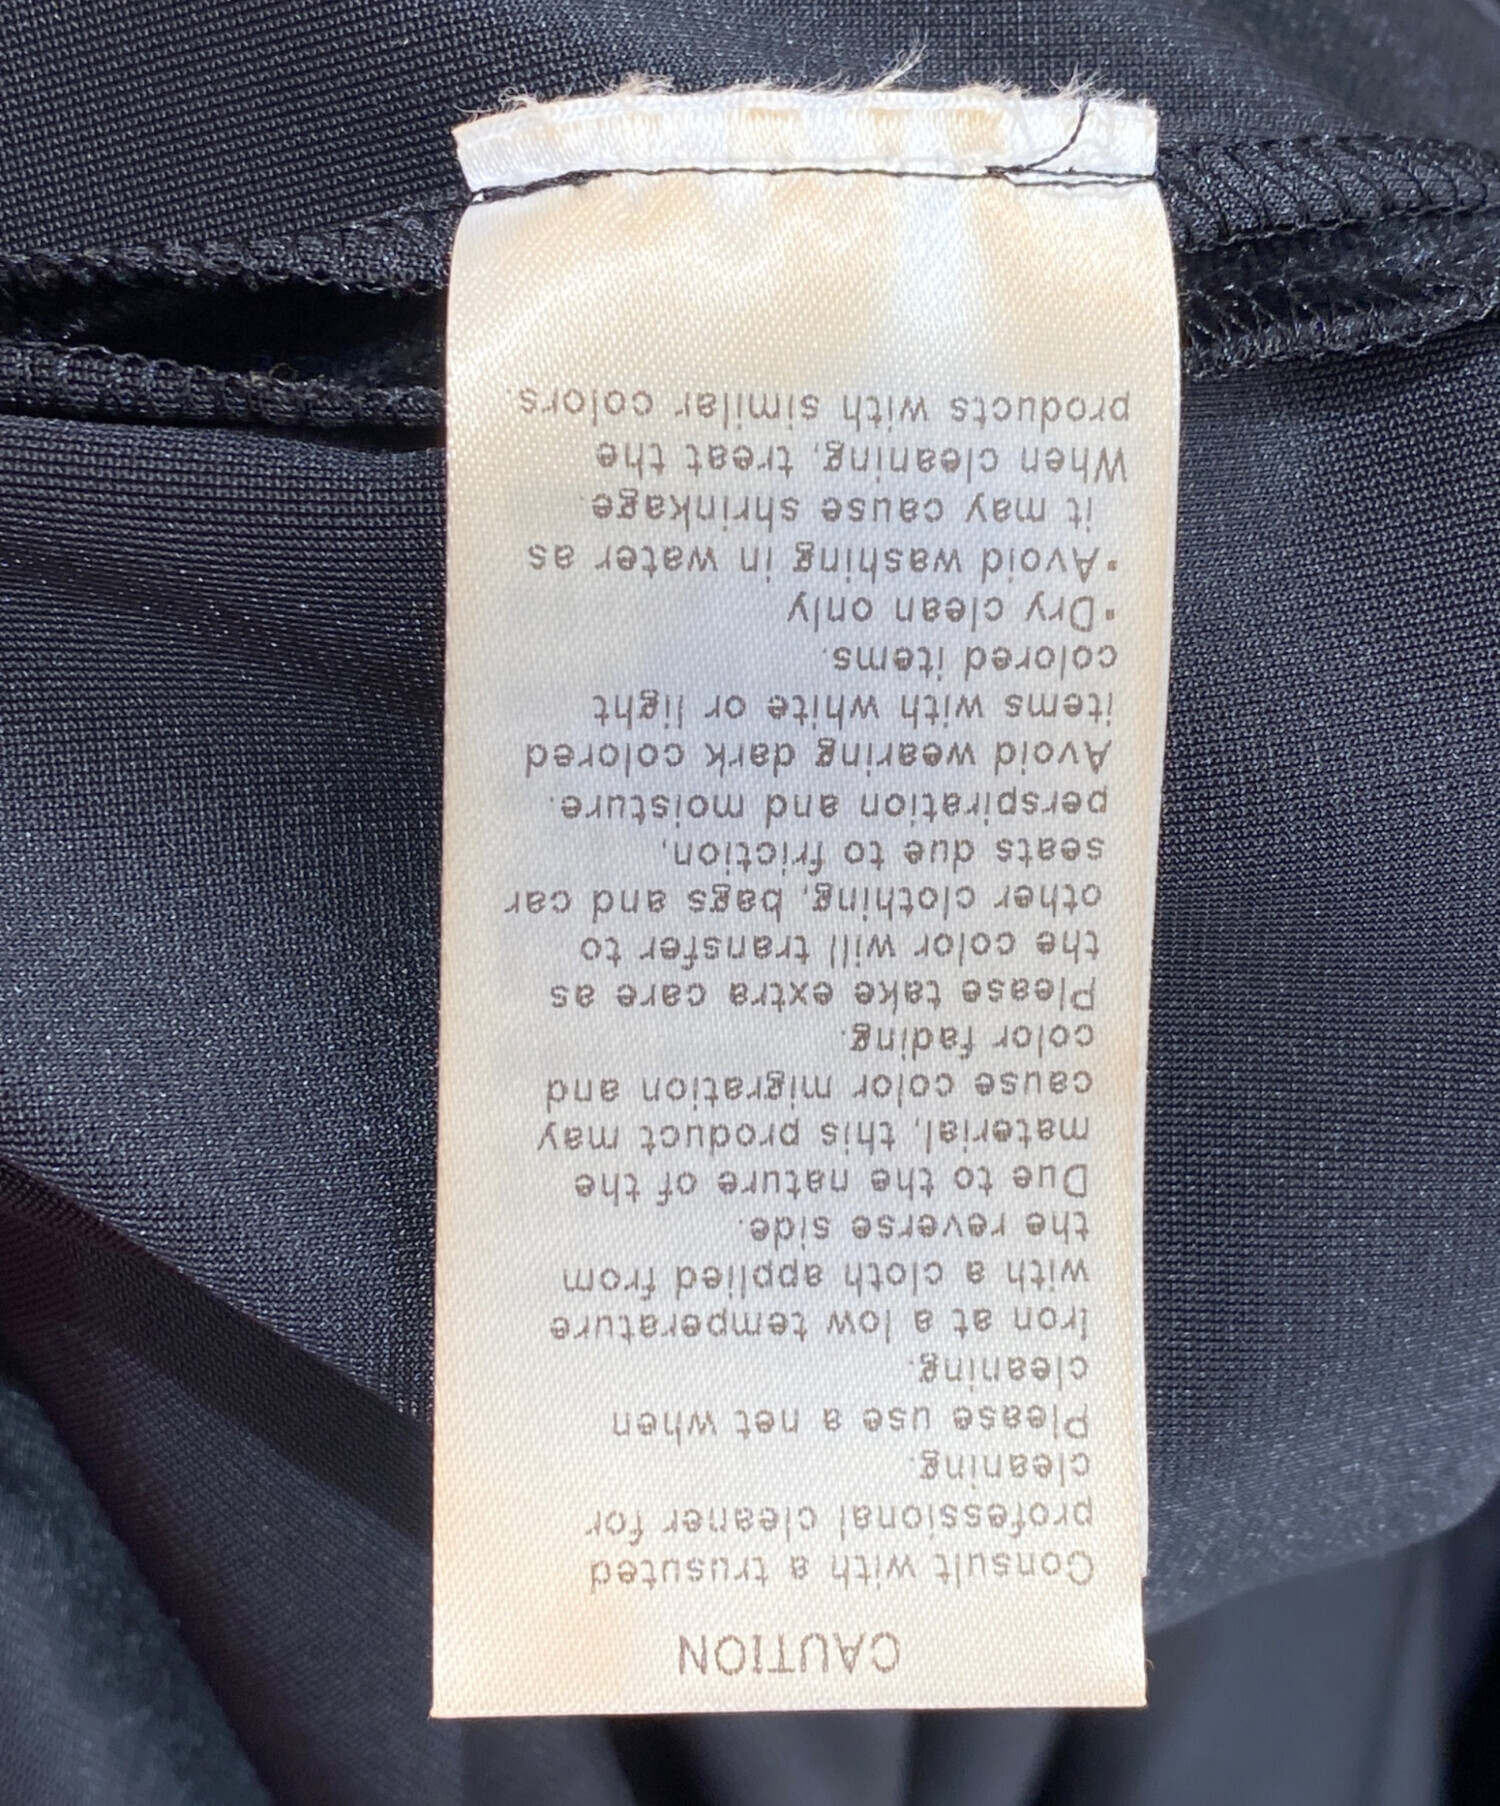 CAUTION
Consult with a trusuted
professional cleaner for
cleaning.
Please use a net when
cleaning.
Iron at a low temperature
with a cloth applied from
the reverse side.
Due to the nature of the
material, this product may
cause color migration and
color fading.
Please take extra care as
the color will transfer to
other clothing, bags and car
seats due to friction,
perspiration and moisture.
Avoid wearing dark colored
items with white or light
colored items.
▪Dry clean only
▪Avoid washing in water as
it may cause shrinkage.
When cleaning, treat the
products with similar colors.